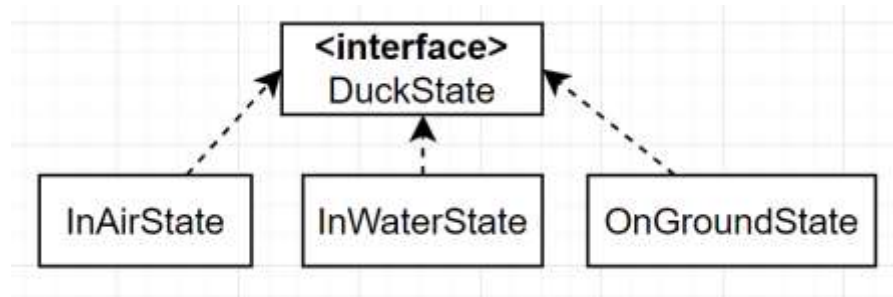 <interface>
DuckState
InAirState
InWaterState
OnGroundState